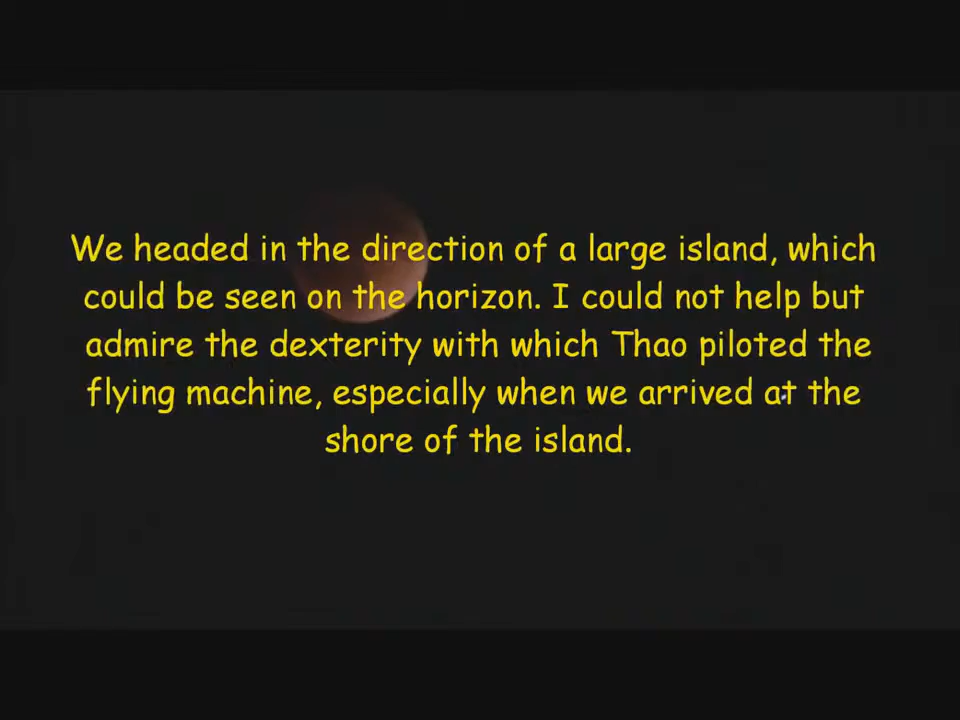 We headed in the direction of a large island, which
could be seen on the horizon. I could not help but
admire the dexterity with which Thao piloted the
flying machine, especially when we arrived at the
shore of the island.